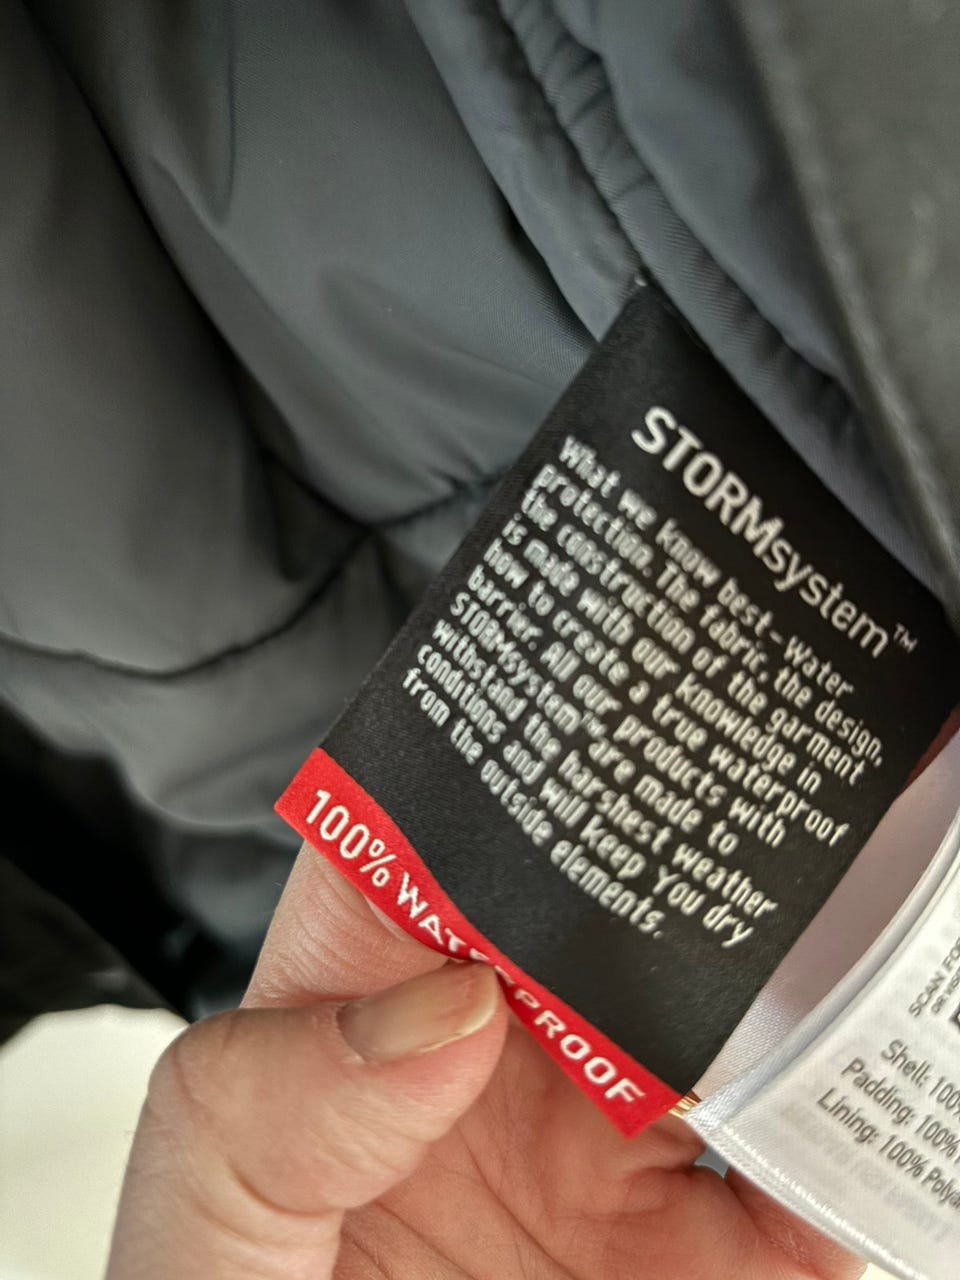 STORMsystem™
What we know best - water
protection. The fabric, the design,
the construction of the garment
is made with our knowledge in
how to create a true waterproof
barrier. All our products with
STORMsystem™ are made to
withstand the harshest weather
conditions and will keep You dry
from the outside elements.
100% WATERPROOF
SCAN FO
Shell: 100%
Padding: 100%
Lining: 100% Polya